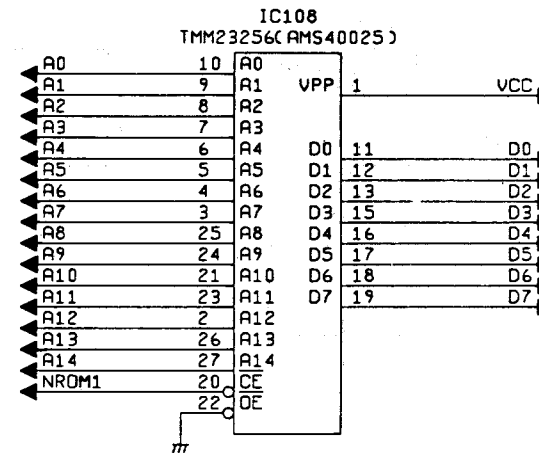 IC108
TMM23256(AMS40025)
A0 10 A0
A1 9 A1 VPP 1 VCC
A2 8 A2
A3 7 A3
A4 6 A4 D0 11 D0
A5 5 A5 D1 12 D1
A6 4 A6 D2 13 D2
A7 3 A7 D3 15 D3
A8 25 A8 D4 16 D4
A9 24 A9 D5 17 D5
A10 21 A10 D6 18 D6
A11 23 A11 D7 19 D7
A12 2 A12
A13 26 A13
A14 27 A14
NROM1 20 CE
22 OE